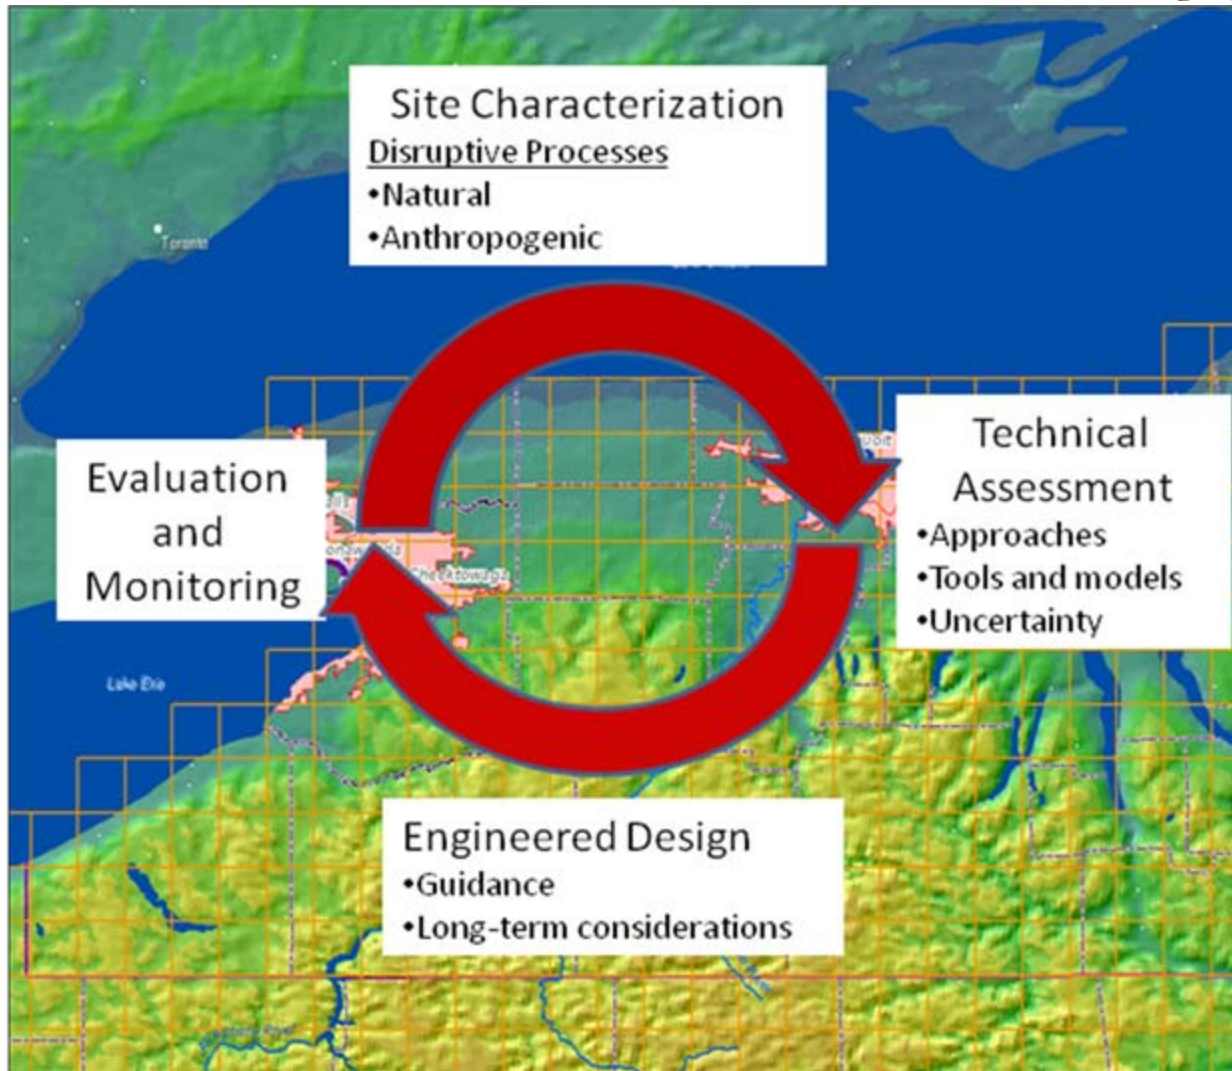 Site Characterization
Disruptive Processes
•Natural
•Anthropogenic
Toronto
Technical
Assessment
•Approaches
•Tools and models
•Uncertainty
Evaluation
and
Monitoring
Cheektowaga
Lake Erie
Engineered Design
•Guidance
•Long-term considerations